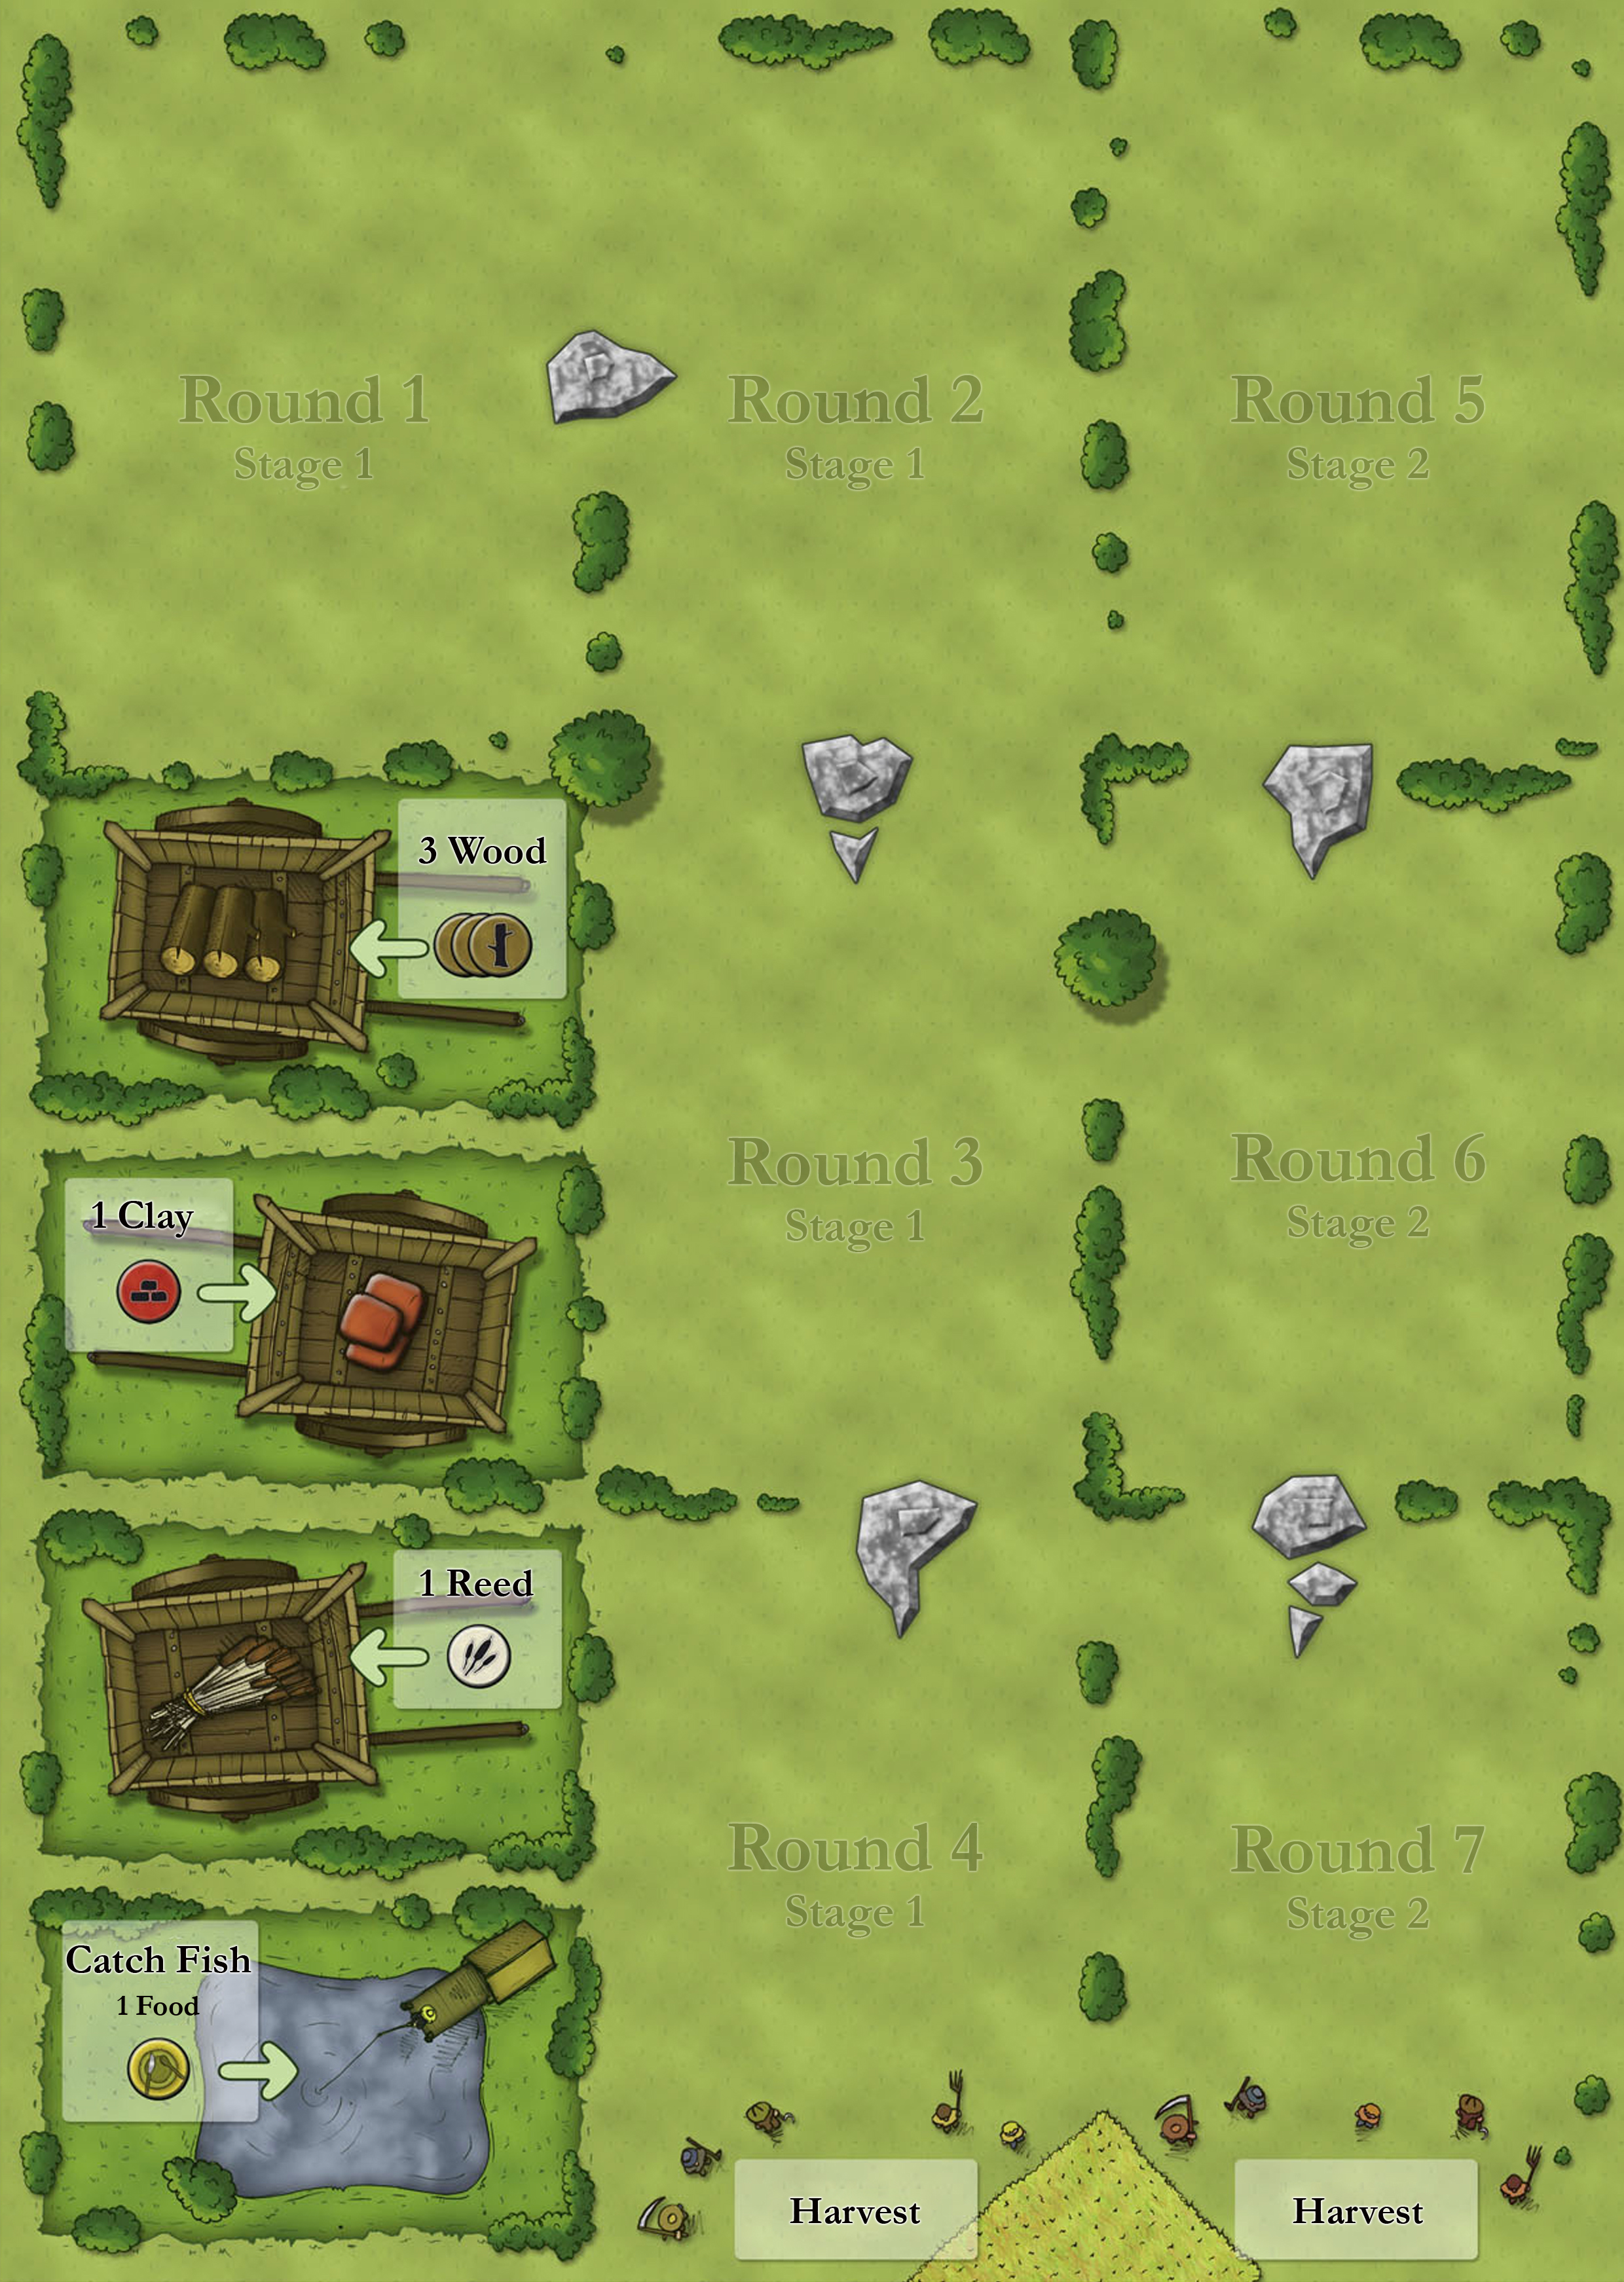 Round 1
Stage 1
Round 2
Stage 1
Round 5
Stage 2
3 Wood
Round 3
Stage 1
Round 6
Stage 2
1 Clay
1 Reed
Round 4
Stage 1
Round 7
Stage 2
Catch Fish
1 Food
Harvest
Harvest